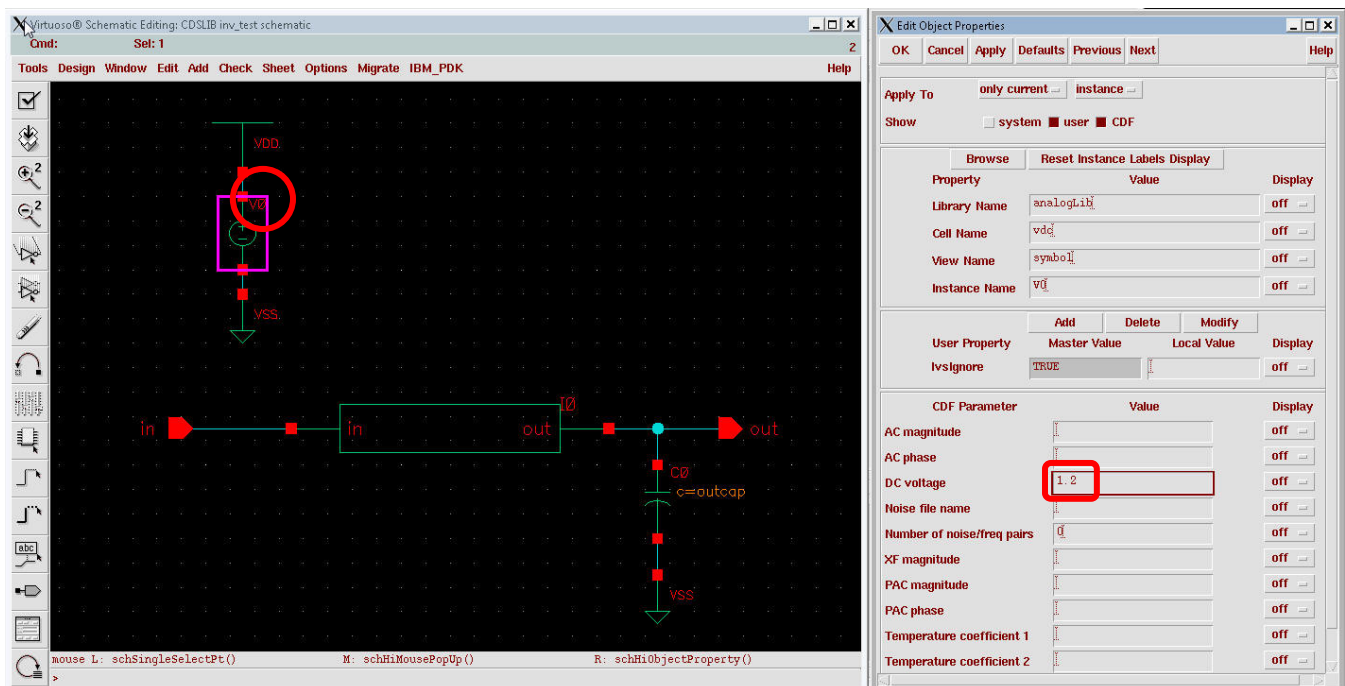 Virtuoso® Schematic Editing: CDSLIB inv_test schematic
Cmd: Sel: 1 2
Tools Design Window Edit Add Check Sheet Options Migrate IBM_PDK Help
VDD
V0
VSS
I0
in in out out
C0
c=outcap
VSS
2
2
abc
mouse L: schSingleSelectPt() M: schHiMousePopUp() R: schHiObjectProperty()
>
Edit Object Properties
OK Cancel Apply Defaults Previous Next Help
Apply To only current instance
Show system user CDF
Browse Reset Instance Labels Display
Property Value Display
Library Name analogLib off
Cell Name vdc off
View Name symbol off
Instance Name V0 off
Add Delete Modify
User Property Master Value Local Value Display
lvsIgnore TRUE off
CDF Parameter Value Display
AC magnitude off
AC phase off
DC voltage 1.2 off
Noise file name off
Number of noise/freq pairs 0 off
XF magnitude off
PAC magnitude off
PAC phase off
Temperature coefficient 1 off
Temperature coefficient 2 off